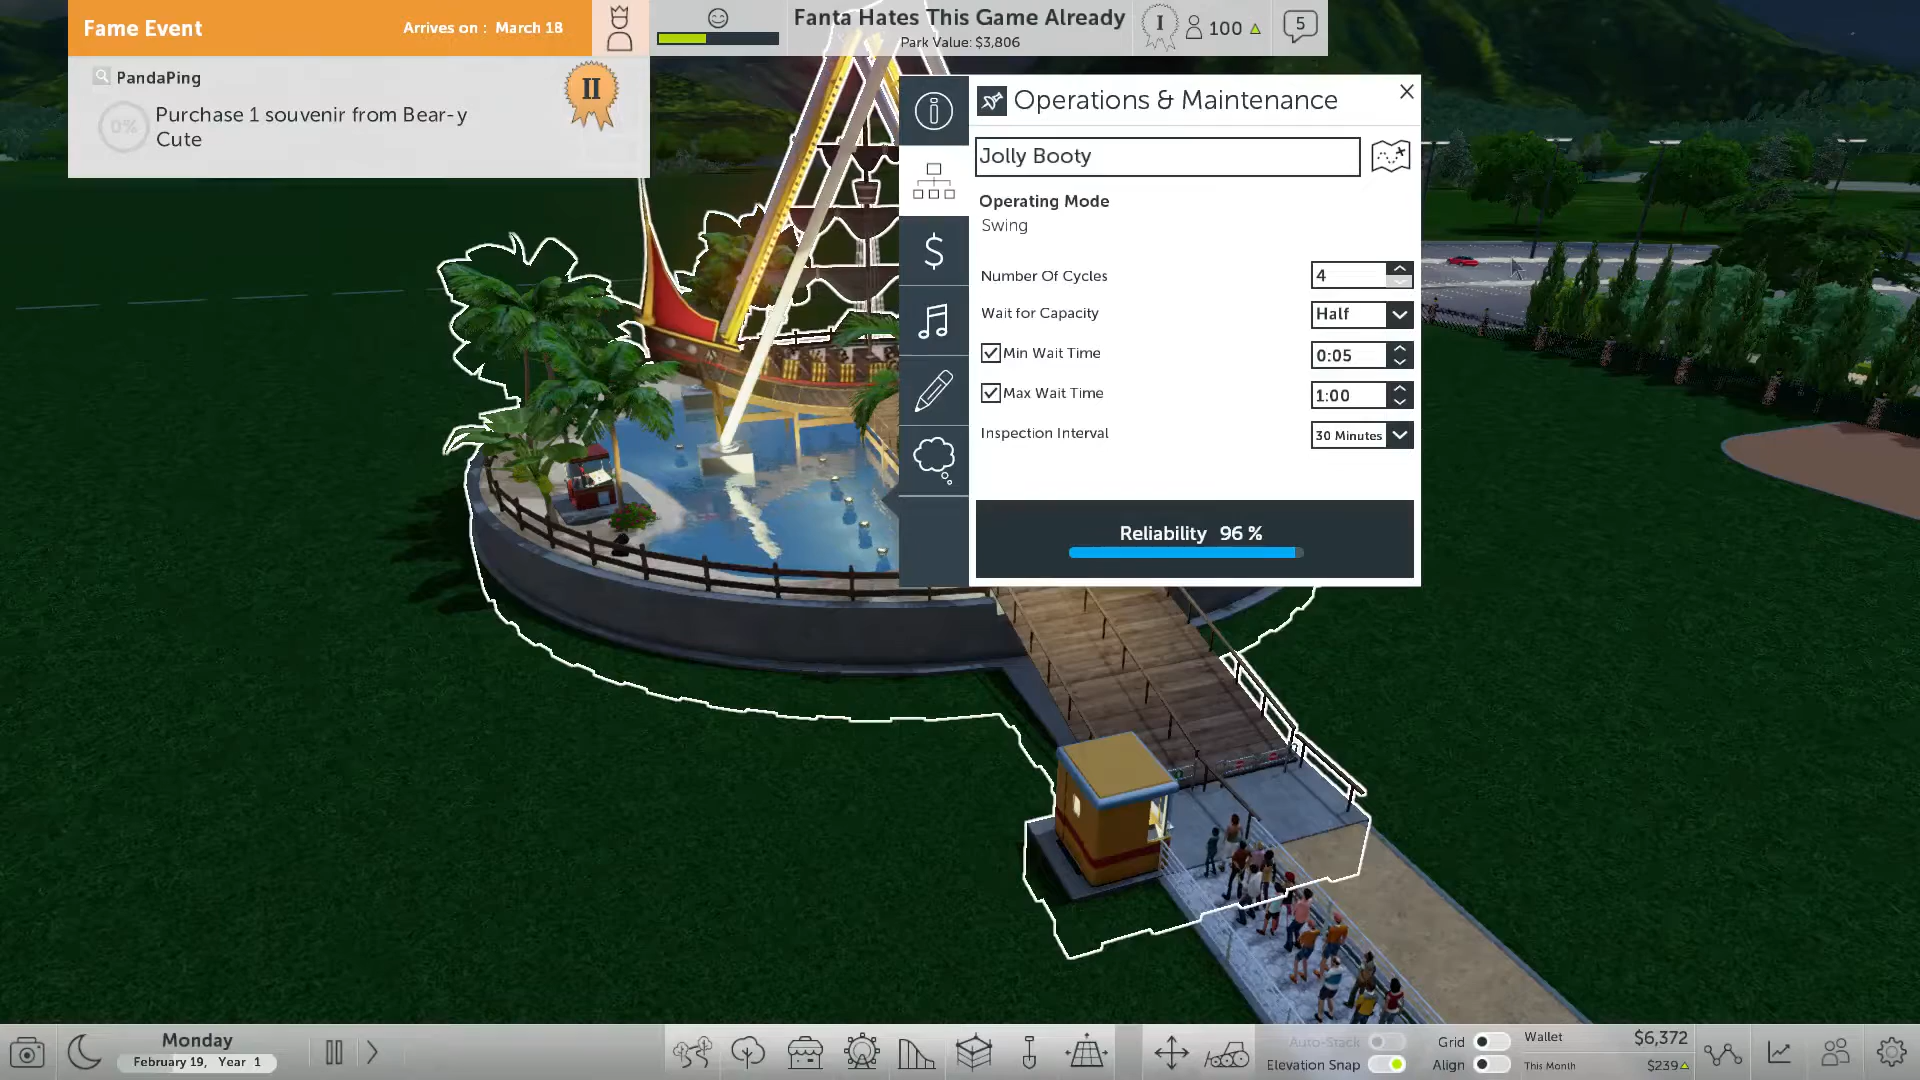 Fame Event
Arrives on : March 18
PandaPing
0%
Purchase 1 souvenir from Bear-y
Cute
II
Fanta Hates This Game Already
Park Value: $3,806
I
100
5
Operations & Maintenance
Jolly Booty
Operating Mode
Swing
Number Of Cycles
4
Wait for Capacity
Half
Min Wait Time
0:05
Max Wait Time
1:00
Inspection Interval
30 Minutes
Reliability 96 %
Monday
February 19, Year 1
Auto-Stack
Elevation Snap
Grid
Align
Wallet
$6,372
This Month
$239